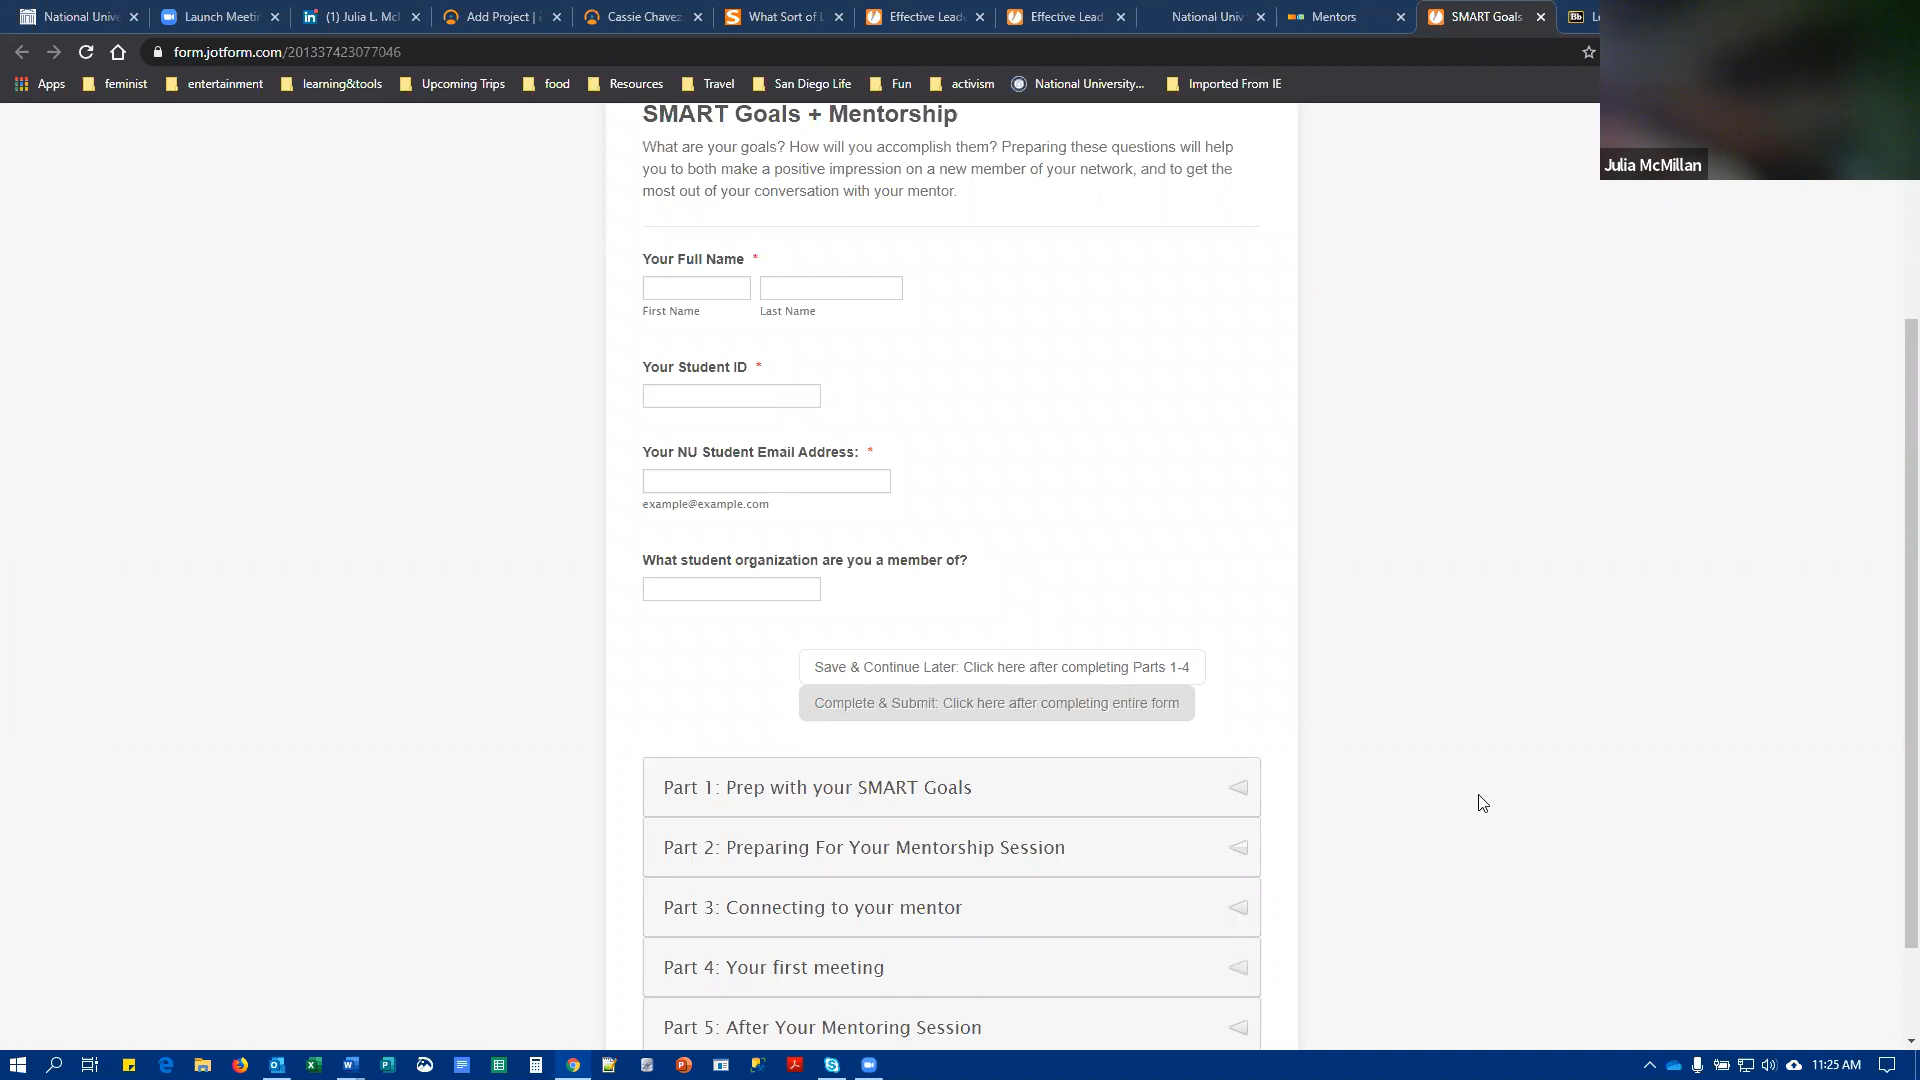 National Unive
Launch Meetin
(1) Julia L. McM
Add Project |
Cassie Chavez
What Sort of L
Effective Leade
Effective Lead
National Univ
Mentors
SMART Goals
form.jotform.com/201337423077046
Apps feminist entertainment learning&tools Upcoming Trips food Resources Travel San Diego Life Fun activism National University... Imported From IE
Julia McMillan
SMART Goals + Mentorship
What are your goals? How will you accomplish them? Preparing these questions will help
you to both make a positive impression on a new member of your network, and to get the
most out of your conversation with your mentor.
Your Full Name *
First Name Last Name
Your Student ID *
Your NU Student Email Address: *
example@example.com
What student organization are you a member of?
Save & Continue Later: Click here after completing Parts 1-4
Complete & Submit: Click here after completing entire form
Part 1: Prep with your SMART Goals
Part 2: Preparing For Your Mentorship Session
Part 3: Connecting to your mentor
Part 4: Your first meeting
Part 5: After Your Mentoring Session
11:25 AM